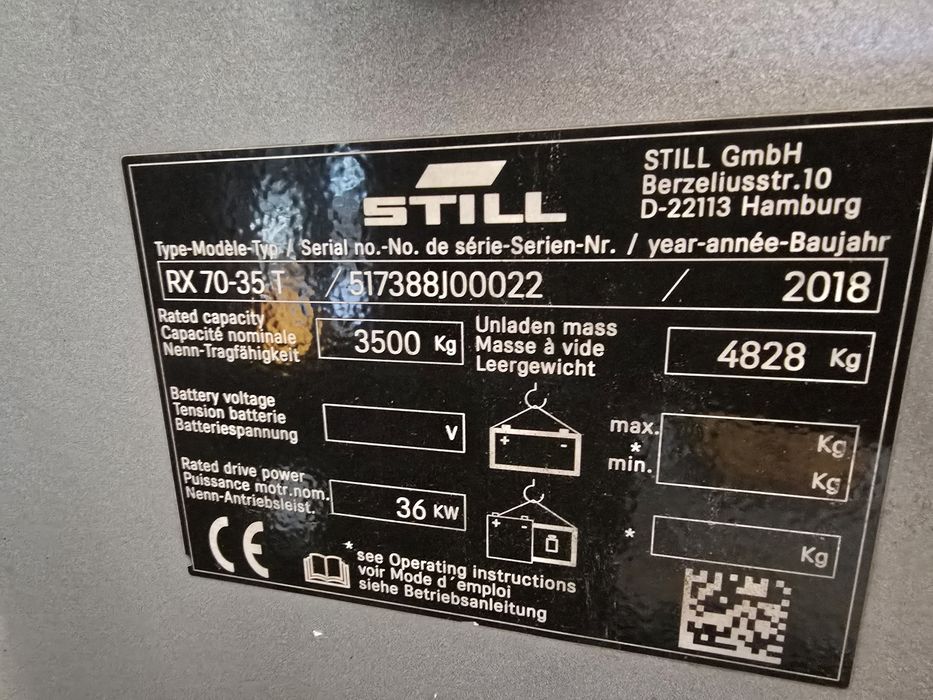 STILL
STILL GmbH
Berzeliusstr.10
D-22113 Hamburg
Type-Modèle-Typ / Serial no.-No. de série-Serien-Nr. / year-année-Baujahr
RX 70-35 T / 517388J00022 / 2018
Rated capacity
Capacité nominale
Nenn-Tragfähigkeit
3500 Kg
Unladen mass
Masse à vide
Leergewicht
4828 Kg
Battery voltage
Tension batterie
Batteriespannung
V
+ -
max. Kg
*
min. Kg
Rated drive power
Puissance motr.nom.
Nenn-Antriebsleist.
36 KW
+ -
* Kg
CE
* see Operating instructions
voir Mode d´emploi
siehe Betriebsanleitung